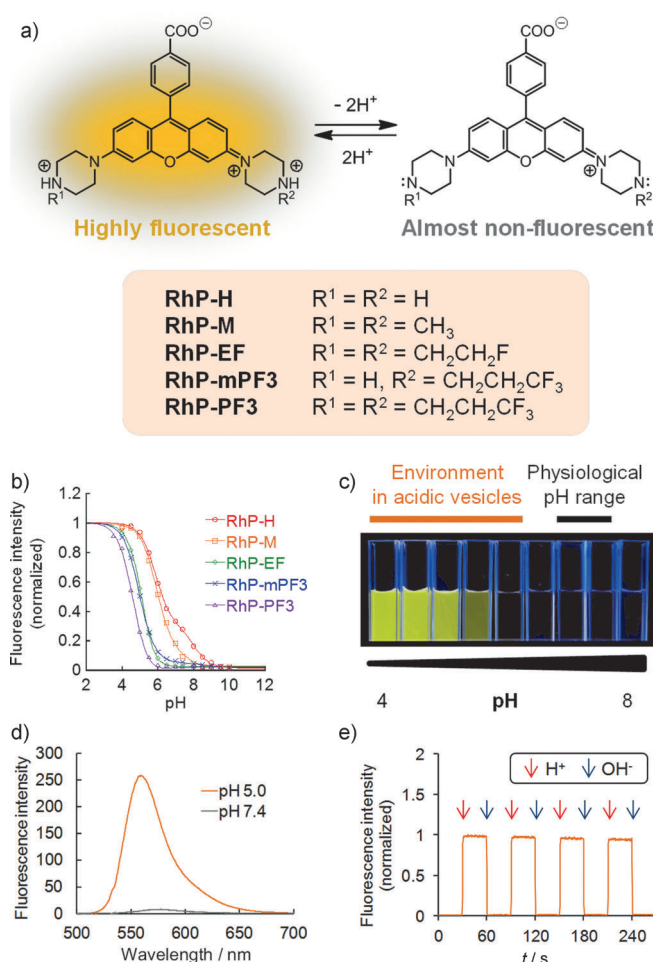 a)
COO⊖
COO⊖
- 2H+
2H+
N
O
N
⊕
N
O
N
⊕
⊕
HN
R1
⊕
NH
R2
:N
R1
N:
R2
Highly fluorescent
Almost non-fluorescent
RhP-H R1 = R2 = H
RhP-M R1 = R2 = CH3
RhP-EF R1 = R2 = CH2CH2F
RhP-mPF3 R1 = H, R2 = CH2CH2CF3
RhP-PF3 R1 = R2 = CH2CH2CF3
b)
Fluorescence intensity
(normalized)
1.2
1
0.8
0.6
0.4
0.2
0
2 4 6 8 10 12
pH
RhP-H
RhP-M
RhP-EF
RhP-mPF3
RhP-PF3
c)
Environment
in acidic vesicles
Physiological
pH range
4 pH 8
d)
Fluorescence intensity
300
250
200
150
100
50
0
500 550 600 650 700
Wavelength / nm
pH 5.0
pH 7.4
e)
Fluorescence intensity
(normalized)
2
1.5
1
0.5
0
0 60 120 180 240
t / s
H+ OH-